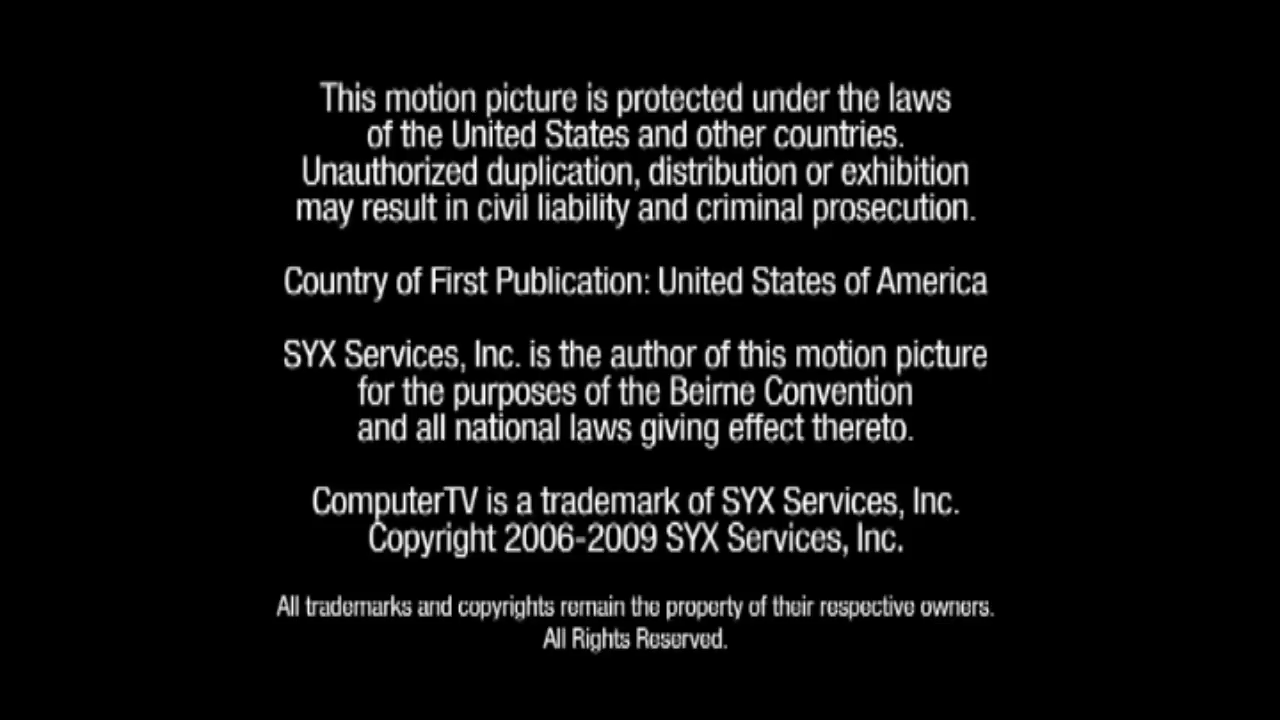 This motion picture is protected under the laws
of the United States and other countries.
Unauthorized duplication, distribution or exhibition
may result in civil liability and criminal prosecution.
Country of First Publication: United States of America
SYX Services, Inc. is the author of this motion picture
for the purposes of the Beirne Convention
and all national laws giving effect thereto.
ComputerTV is a trademark of SYX Services, Inc.
Copyright 2006-2009 SYX Services, Inc.
All trademarks and copyrights remain the property of their respective owners.
All Rights Reserved.